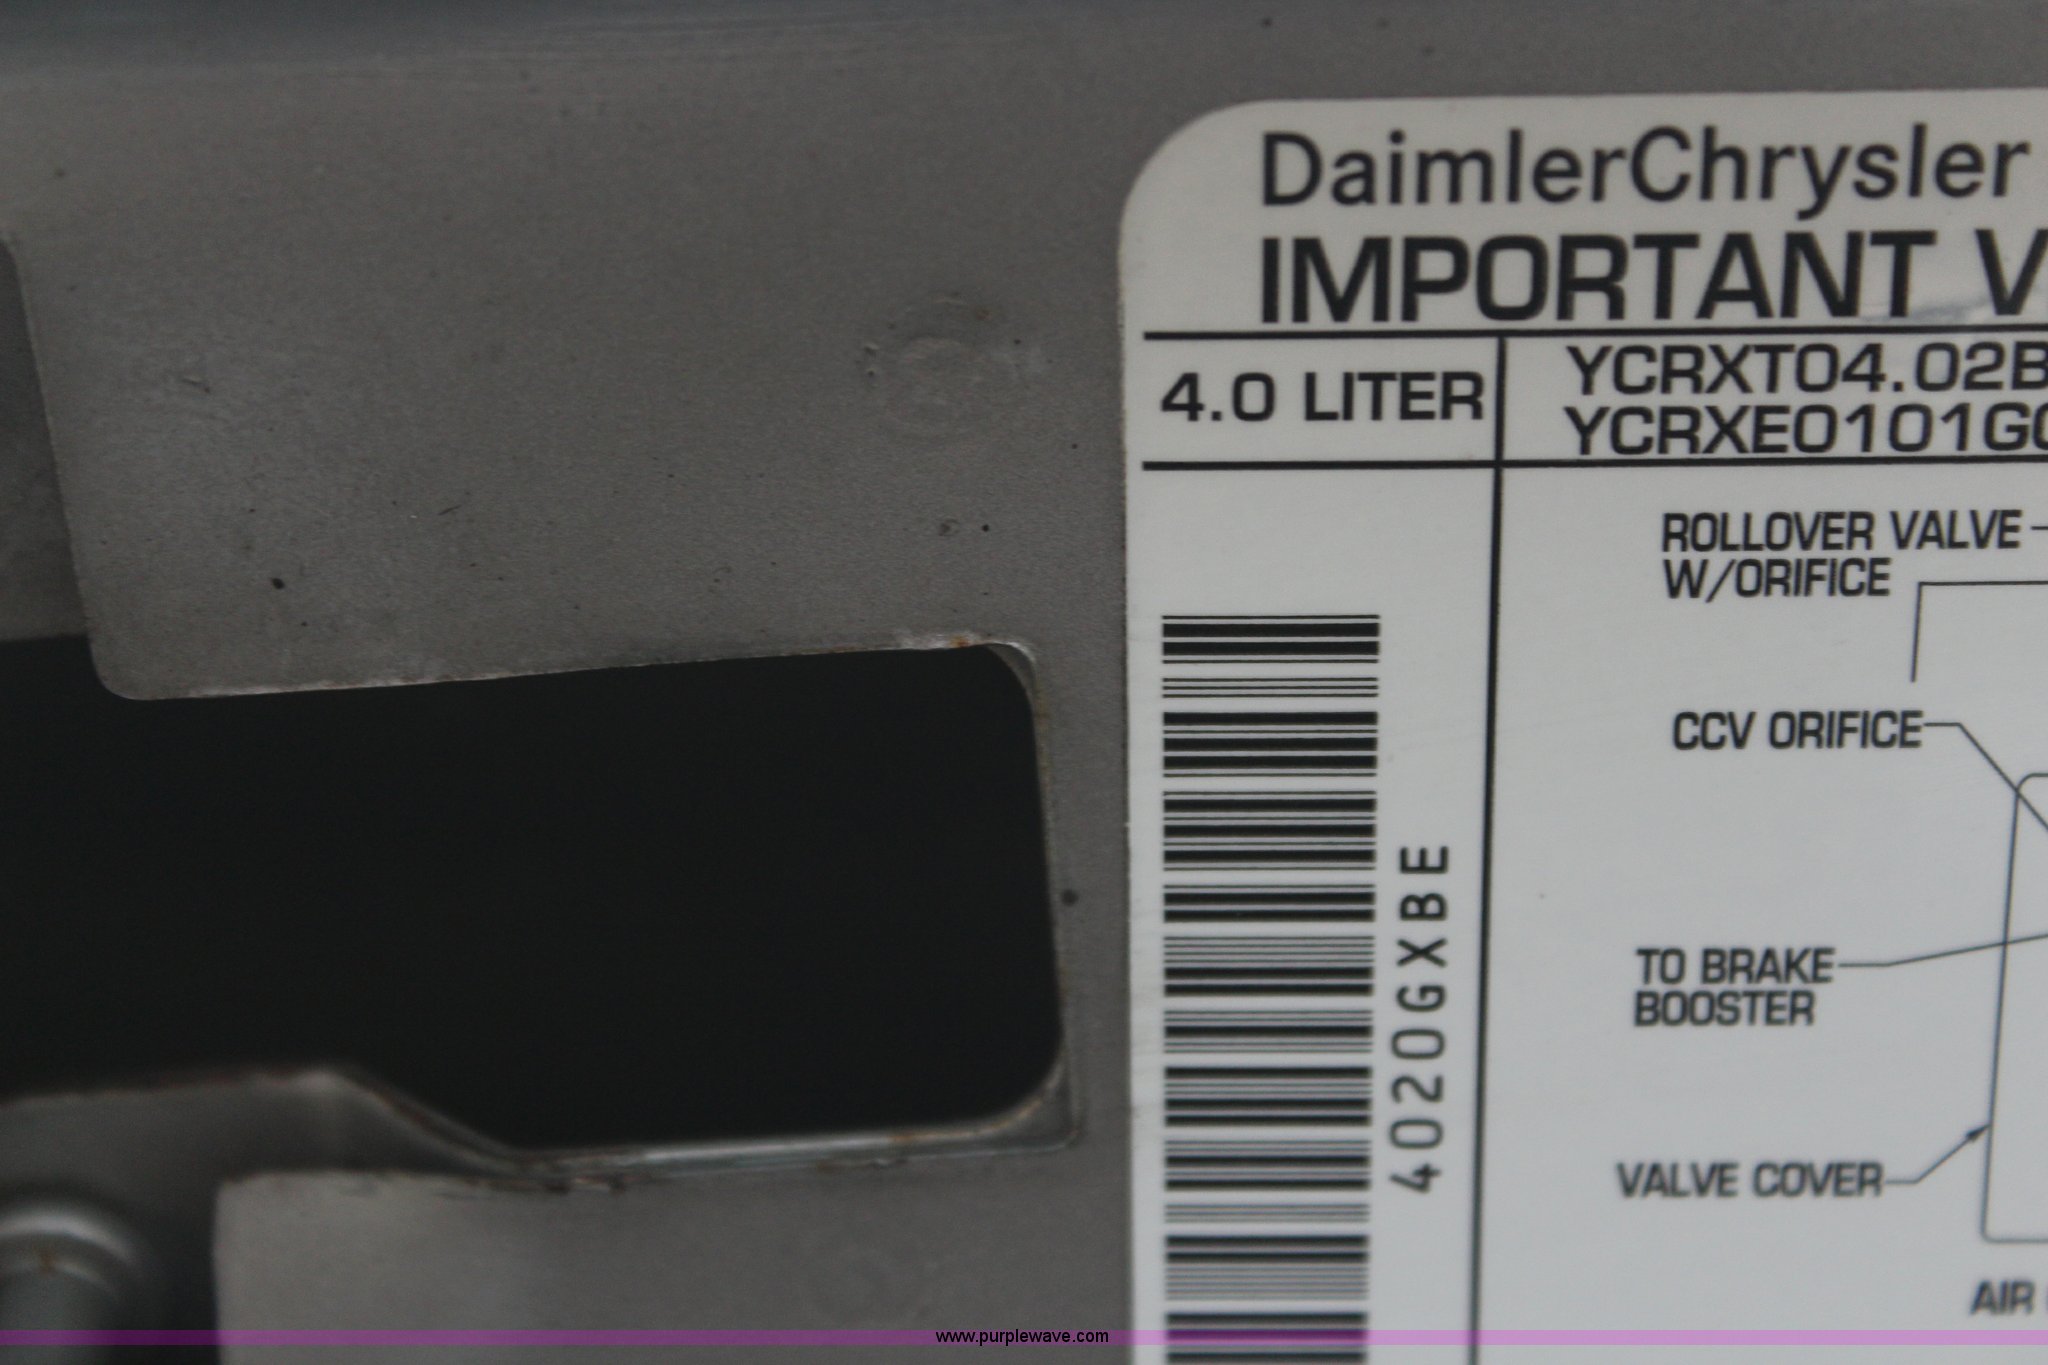 DaimlerChrysler
IMPORTANT V
4.0 LITER
YCRXT04.02B
YCRXE0101G
ROLLOVER VALVE
W/ORIFICE
CCV ORIFICE
4020GXBE
TO BRAKE
BOOSTER
VALVE COVER
AIR
www.purplewave.com